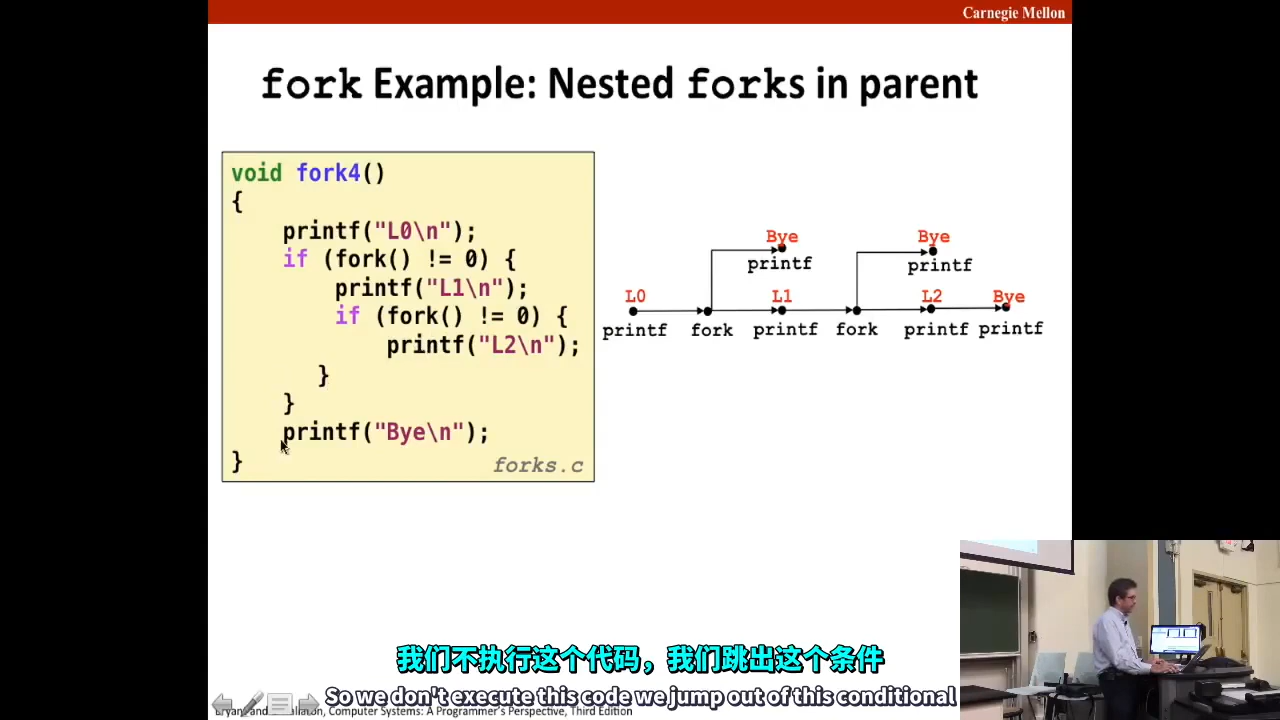 Carnegie Mellon
fork Example: Nested forks in parent
void fork4()
{
    printf("L0\n");
    if (fork() != 0) {
        printf("L1\n");
        if (fork() != 0) {
            printf("L2\n");
        }
    }
    printf("Bye\n");
}
forks.c
Bye Bye
printf printf
L0 L1 L2 Bye
printf fork printf fork printf printf
我们不执行这个代码，我们跳出这个条件
So we don't execute this code we jump out of this conditional
Computer Systems: A Programmer's Perspective, Third Edition